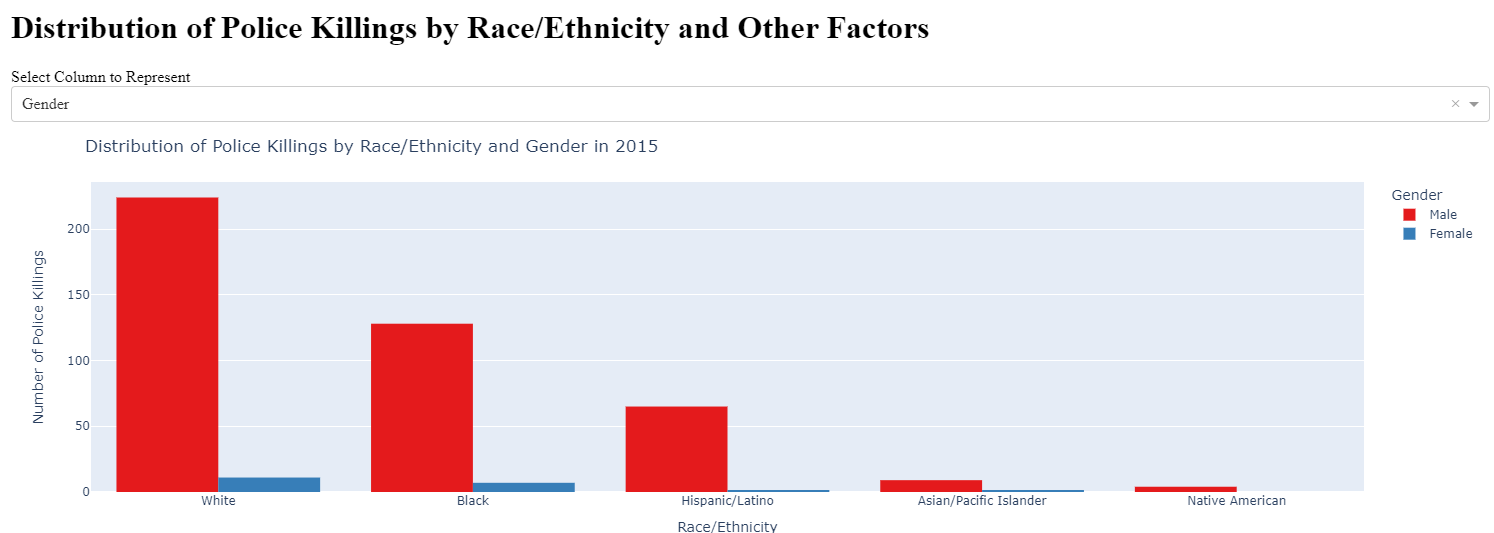 Distribution of Police Killings by Race/Ethnicity and Other Factors
Select Column to Represent
Gender ×
Distribution of Police Killings by Race/Ethnicity and Gender in 2015
Gender
Male
Female
Number of Police Killings
200
150
100
50
0
White Black Hispanic/Latino Asian/Pacific Islander Native American
Race/Ethnicity